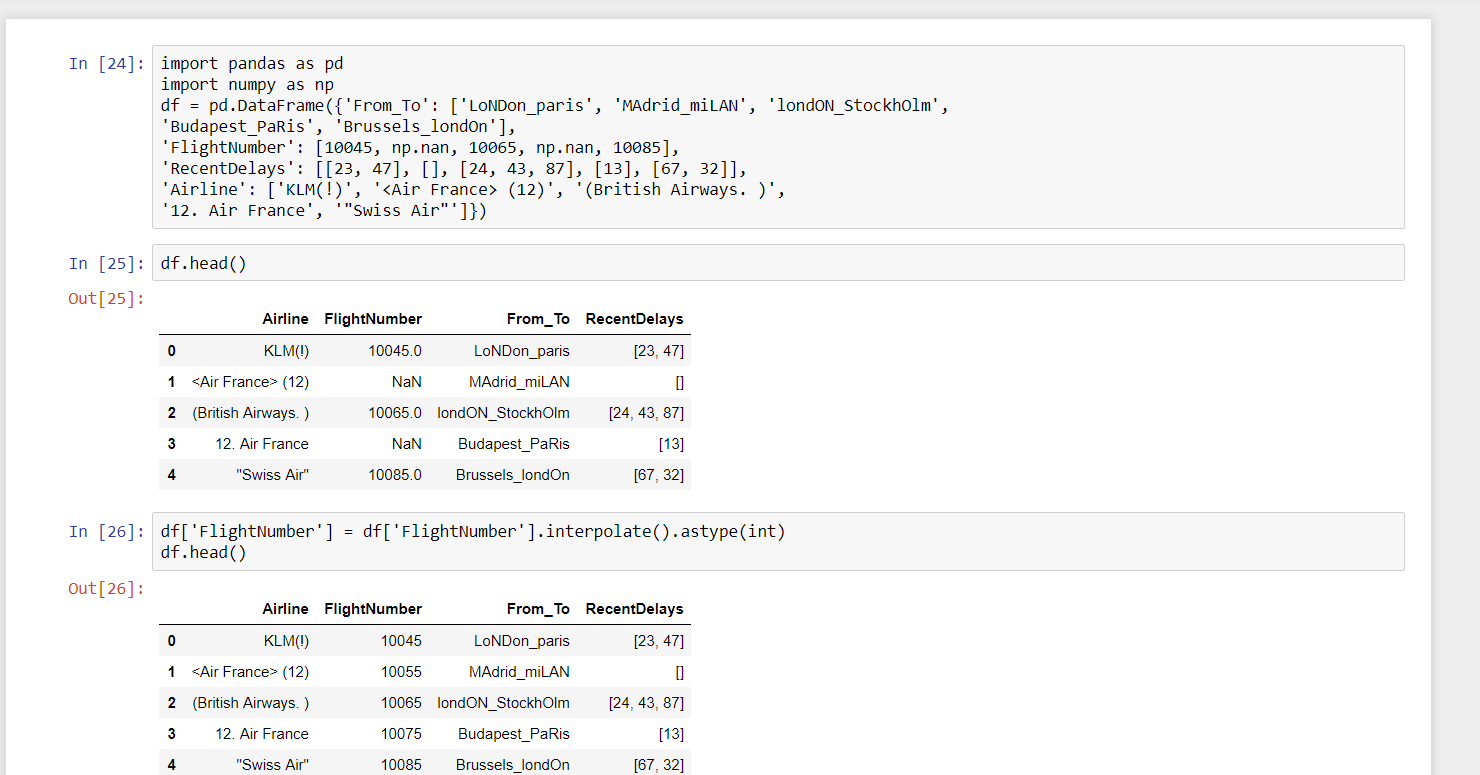 In [24]: import pandas as pd
import numpy as np
df = pd.DataFrame({'From_To': ['LoNDon_paris', 'MAdrid_miLAN', 'londON_StockhOlm',
'Budapest_PaRis', 'Brussels_londOn'],
'FlightNumber': [10045, np.nan, 10065, np.nan, 10085],
'RecentDelays': [[23, 47], [], [24, 43, 87], [13], [67, 32]],
'Airline': ['KLM(!)', '<Air France> (12)', '(British Airways. )',
'12. Air France', '"Swiss Air"']})
In [25]: df.head()
Out[25]:
Airline FlightNumber From_To RecentDelays
0 KLM(!) 10045.0 LoNDon_paris [23, 47]
1 <Air France> (12) NaN MAdrid_miLAN []
2 (British Airways. ) 10065.0 londON_StockhOlm [24, 43, 87]
3 12. Air France NaN Budapest_PaRis [13]
4 "Swiss Air" 10085.0 Brussels_londOn [67, 32]
In [26]: df['FlightNumber'] = df['FlightNumber'].interpolate().astype(int)
df.head()
Out[26]:
Airline FlightNumber From_To RecentDelays
0 KLM(!) 10045 LoNDon_paris [23, 47]
1 <Air France> (12) 10055 MAdrid_miLAN []
2 (British Airways. ) 10065 londON_StockhOlm [24, 43, 87]
3 12. Air France 10075 Budapest_PaRis [13]
4 "Swiss Air" 10085 Brussels_londOn [67, 32]